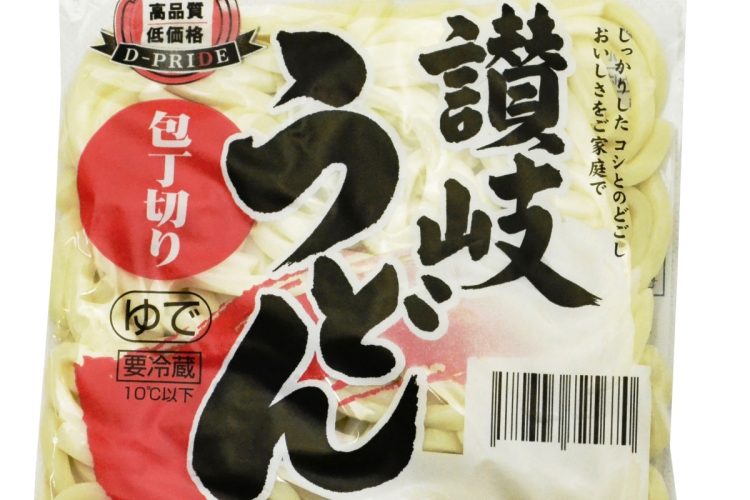 高品質
低価格
D-PRIDE
讃岐
うどん
しっかりした コシとのどごし
おいしさをご家庭で
包丁切り
ゆで
要冷蔵
10℃以下